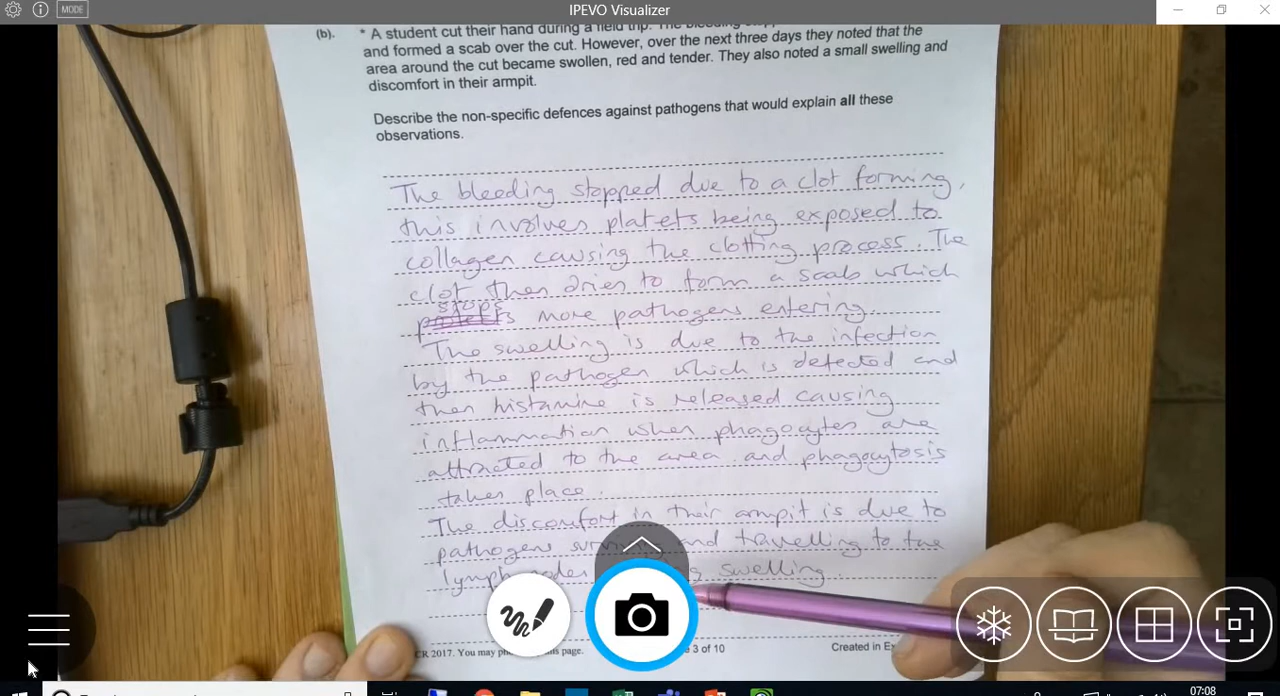 MODE
IPEVO Visualizer
(b). * A student cut their hand during a field trip. The bleeding
and formed a scab over the cut. However, over the next three days they noted that the
area around the cut became swollen, red and tender. They also noted a small swelling and
discomfort in their armpit.
Describe the non-specific defences against pathogens that would explain all these
observations.
The bleeding stopped due to a clot forming,
this involves platets being exposed to
collagen causing the clotting process. The
clot then dries to form a scab which
stops more pathogens entering.
The swelling is due to the infection
by the pathogen which is detected and
then histamine is released causing
inflammation when phagocytes are
attracted to the area and phagocytosis
takes place.
The discomfort in their armpit is due to
pathogens and travelling to the
lymph nodes swelling.
CR 2017. You may page. 3 of 10 Created in
07:08